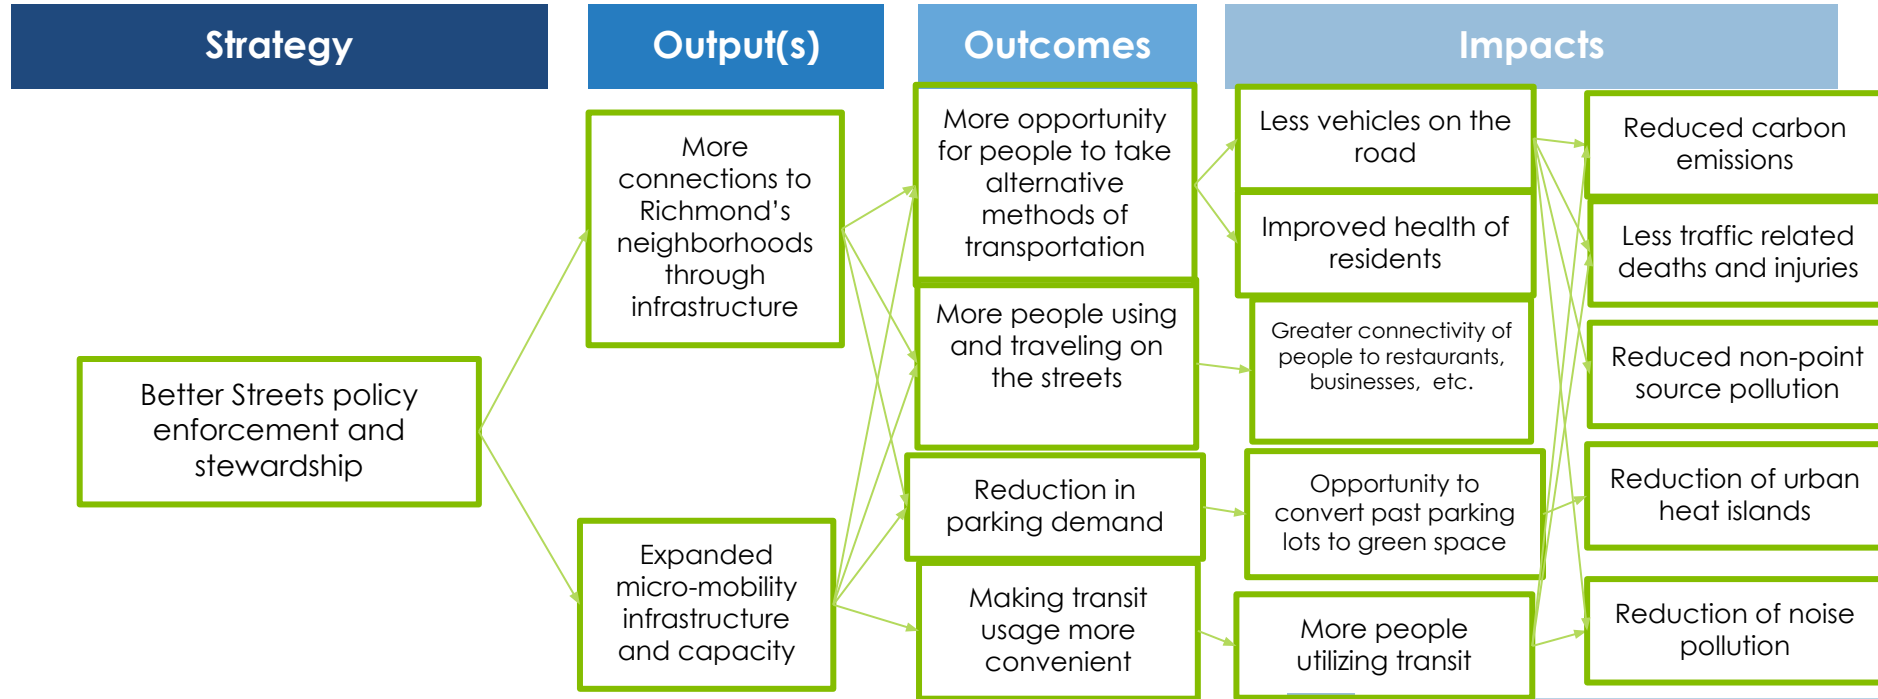 Strategy
Output(s)
Outcomes
Impacts
Better Streets policy
enforcement and
stewardship
More
connections to
Richmond’s
neighborhoods
through
infrastructure
Expanded
micro-mobility
infrastructure
and capacity
More opportunity
for people to take
alternative
methods of
transportation
More people using
and traveling on
the streets
Reduction in
parking demand
Making transit
usage more
convenient
Less vehicles on the
road
Improved health of
residents
Greater connectivity of
people to restaurants,
businesses, etc.
Opportunity to
convert past parking
lots to green space
More people
utilizing transit
Reduced carbon
emissions
Less traffic related
deaths and injuries
Reduced non-point
source pollution
Reduction of urban
heat islands
Reduction of noise
pollution